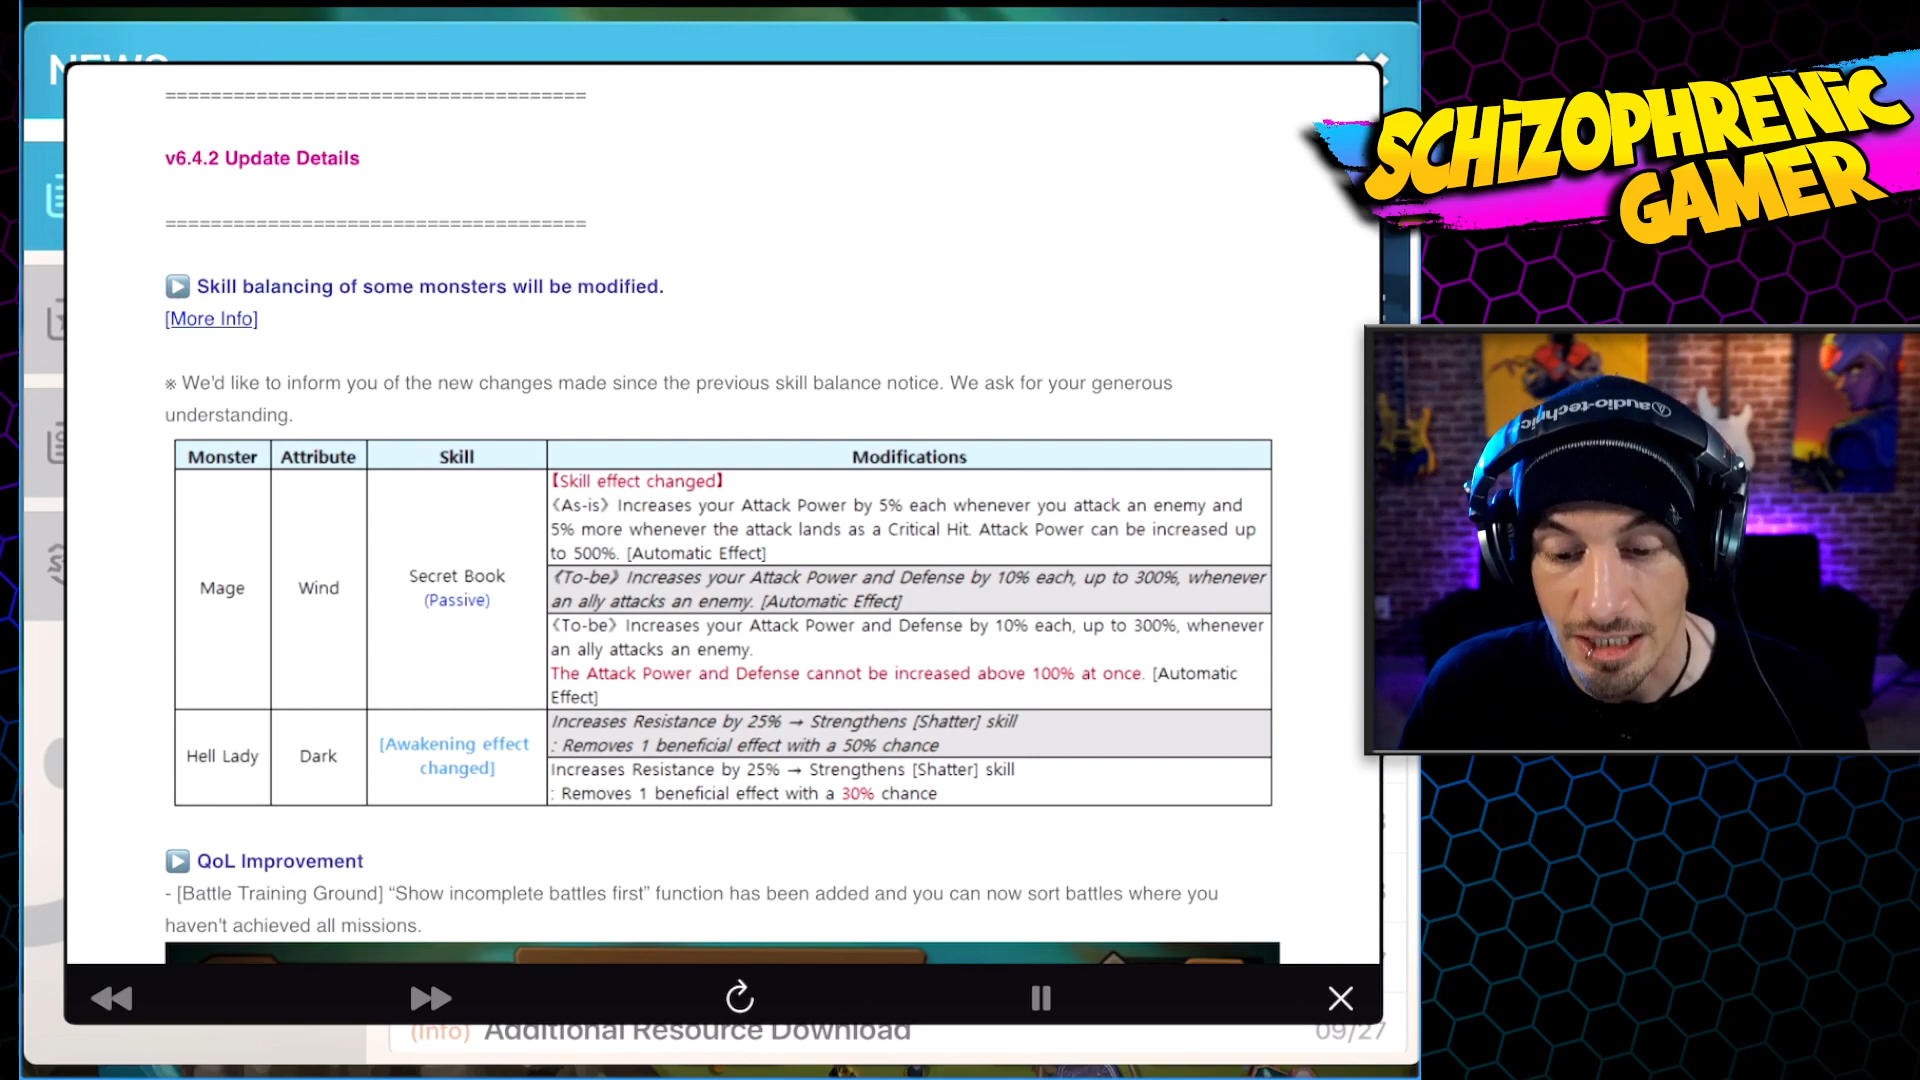 NEWS
==================================
v6.4.2 Update Details
==================================
Skill balancing of some monsters will be modified.
[More Info]
※ We'd like to inform you of the new changes made since the previous skill balance notice. We ask for your generous
understanding.
Monster Attribute Skill Modifications
Mage Wind Secret Book
(Passive)
【Skill effect changed】
《As-is》 Increases your Attack Power by 5% each whenever you attack an enemy and
5% more whenever the attack lands as a Critical Hit. Attack Power can be increased up
to 500%. [Automatic Effect]
《To-be》 Increases your Attack Power and Defense by 10% each, up to 300%, whenever
an ally attacks an enemy. [Automatic Effect]
《To-be》 Increases your Attack Power and Defense by 10% each, up to 300%, whenever
an ally attacks an enemy.
The Attack Power and Defense cannot be increased above 100% at once. [Automatic
Effect]
Hell Lady Dark [Awakening effect
changed]
Increases Resistance by 25% → Strengthens [Shatter] skill
: Removes 1 beneficial effect with a 50% chance
Increases Resistance by 25% → Strengthens [Shatter] skill
: Removes 1 beneficial effect with a 30% chance
QoL Improvement
- [Battle Training Ground] “Show incomplete battles first” function has been added and you can now sort battles where you
haven't achieved all missions.
(Info) Additional Resource Download 09/27
SCHiZOPHRENiC
GAMER
audio-technica